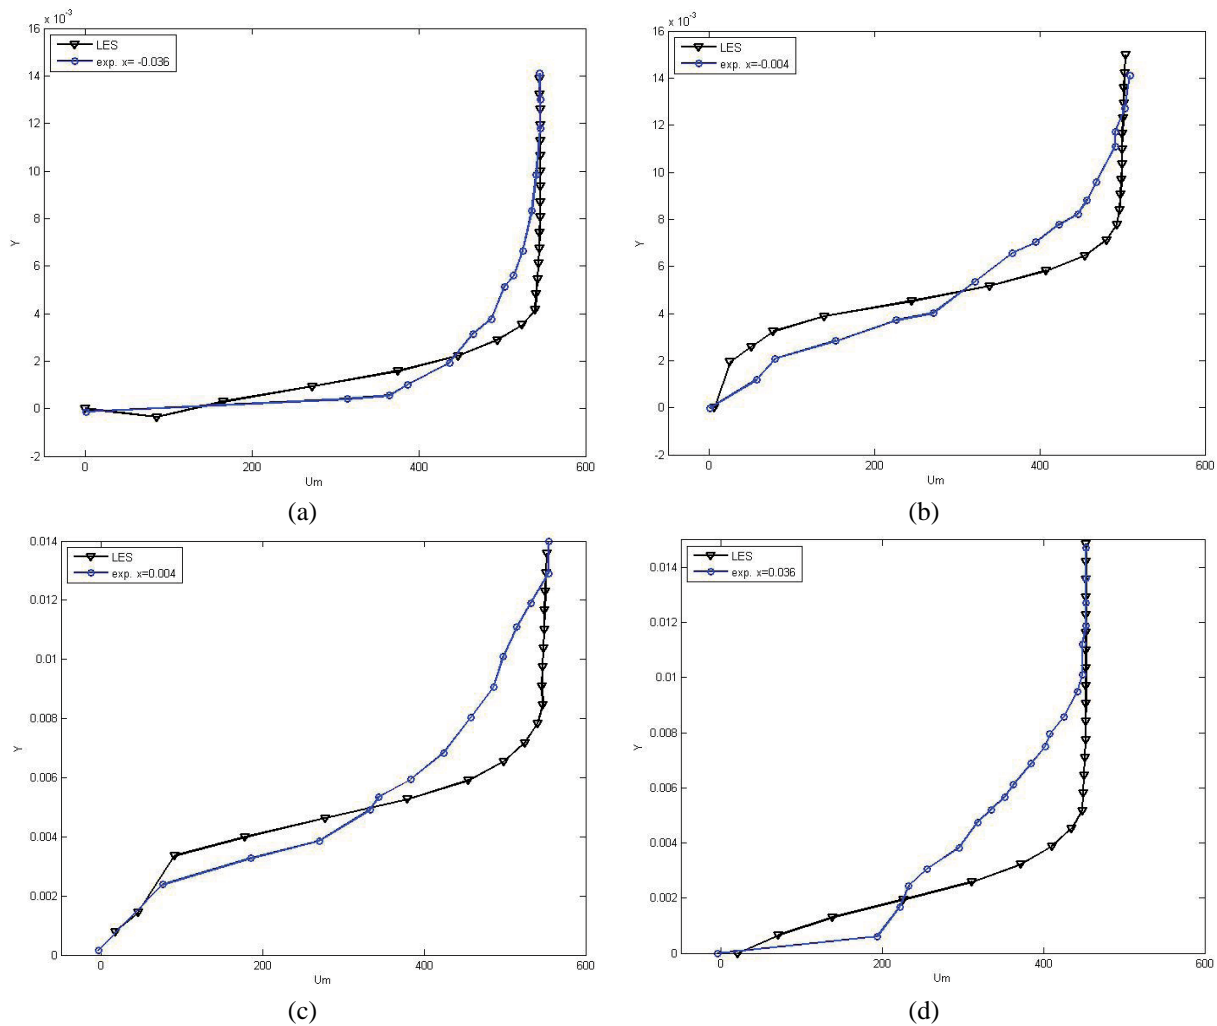 x 10⁻³
16
14
12
10
8
6
4
2
0
-2
Y
LES
exp. x= -0.036
0
200
400
600
Um
(a)
x 10⁻³
16
14
12
10
8
6
4
2
0
-2
Y
LES
exp. x=-0.004
0
200
400
600
Um
(b)
0.014
0.012
0.01
0.008
0.006
0.004
0.002
0
Y
LES
exp. x=0.004
0
200
400
600
Um
(c)
0.014
0.012
0.01
0.008
0.006
0.004
0.002
0
Y
LES
exp. x=0.036
0
200
400
600
Um
(d)